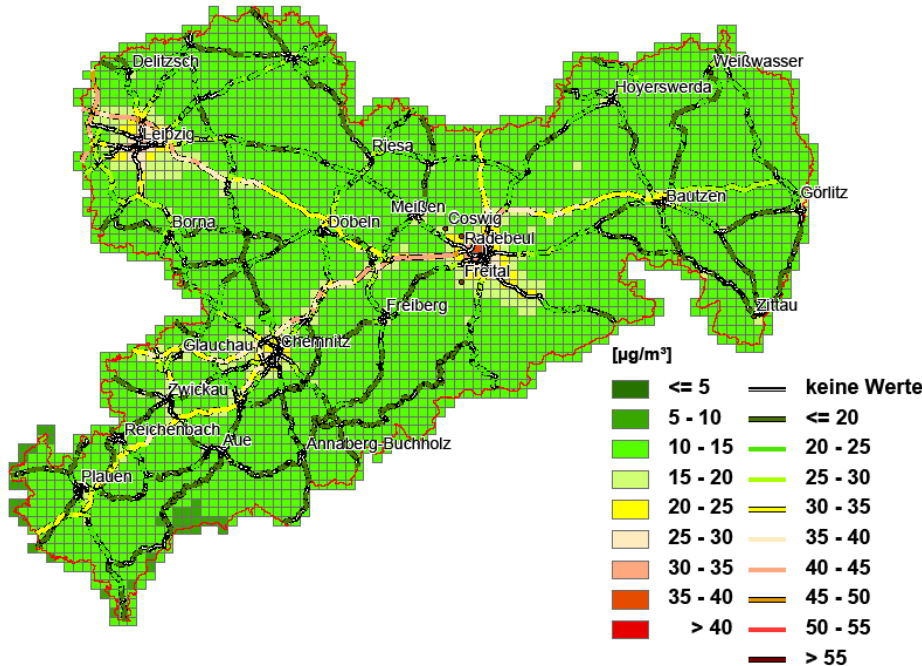 Weißwasser
Delitzsch
Hoyerswerda
Leipzig
Riesa
Görlitz
Meißen
Bautzen
Borna
Döbeln
Coswig
Radebeul
Freital
Freiberg
Zittau
Glauchau
Chemnitz
Zwickau
Reichenbach
Aue
Annaberg-Buchholz
Plauen
[µg/m³]
<= 5 keine Werte
5 - 10 <= 20
10 - 15 20 - 25
15 - 20 25 - 30
20 - 25 30 - 35
25 - 30 35 - 40
30 - 35 40 - 45
35 - 40 45 - 50
> 40 50 - 55
> 55